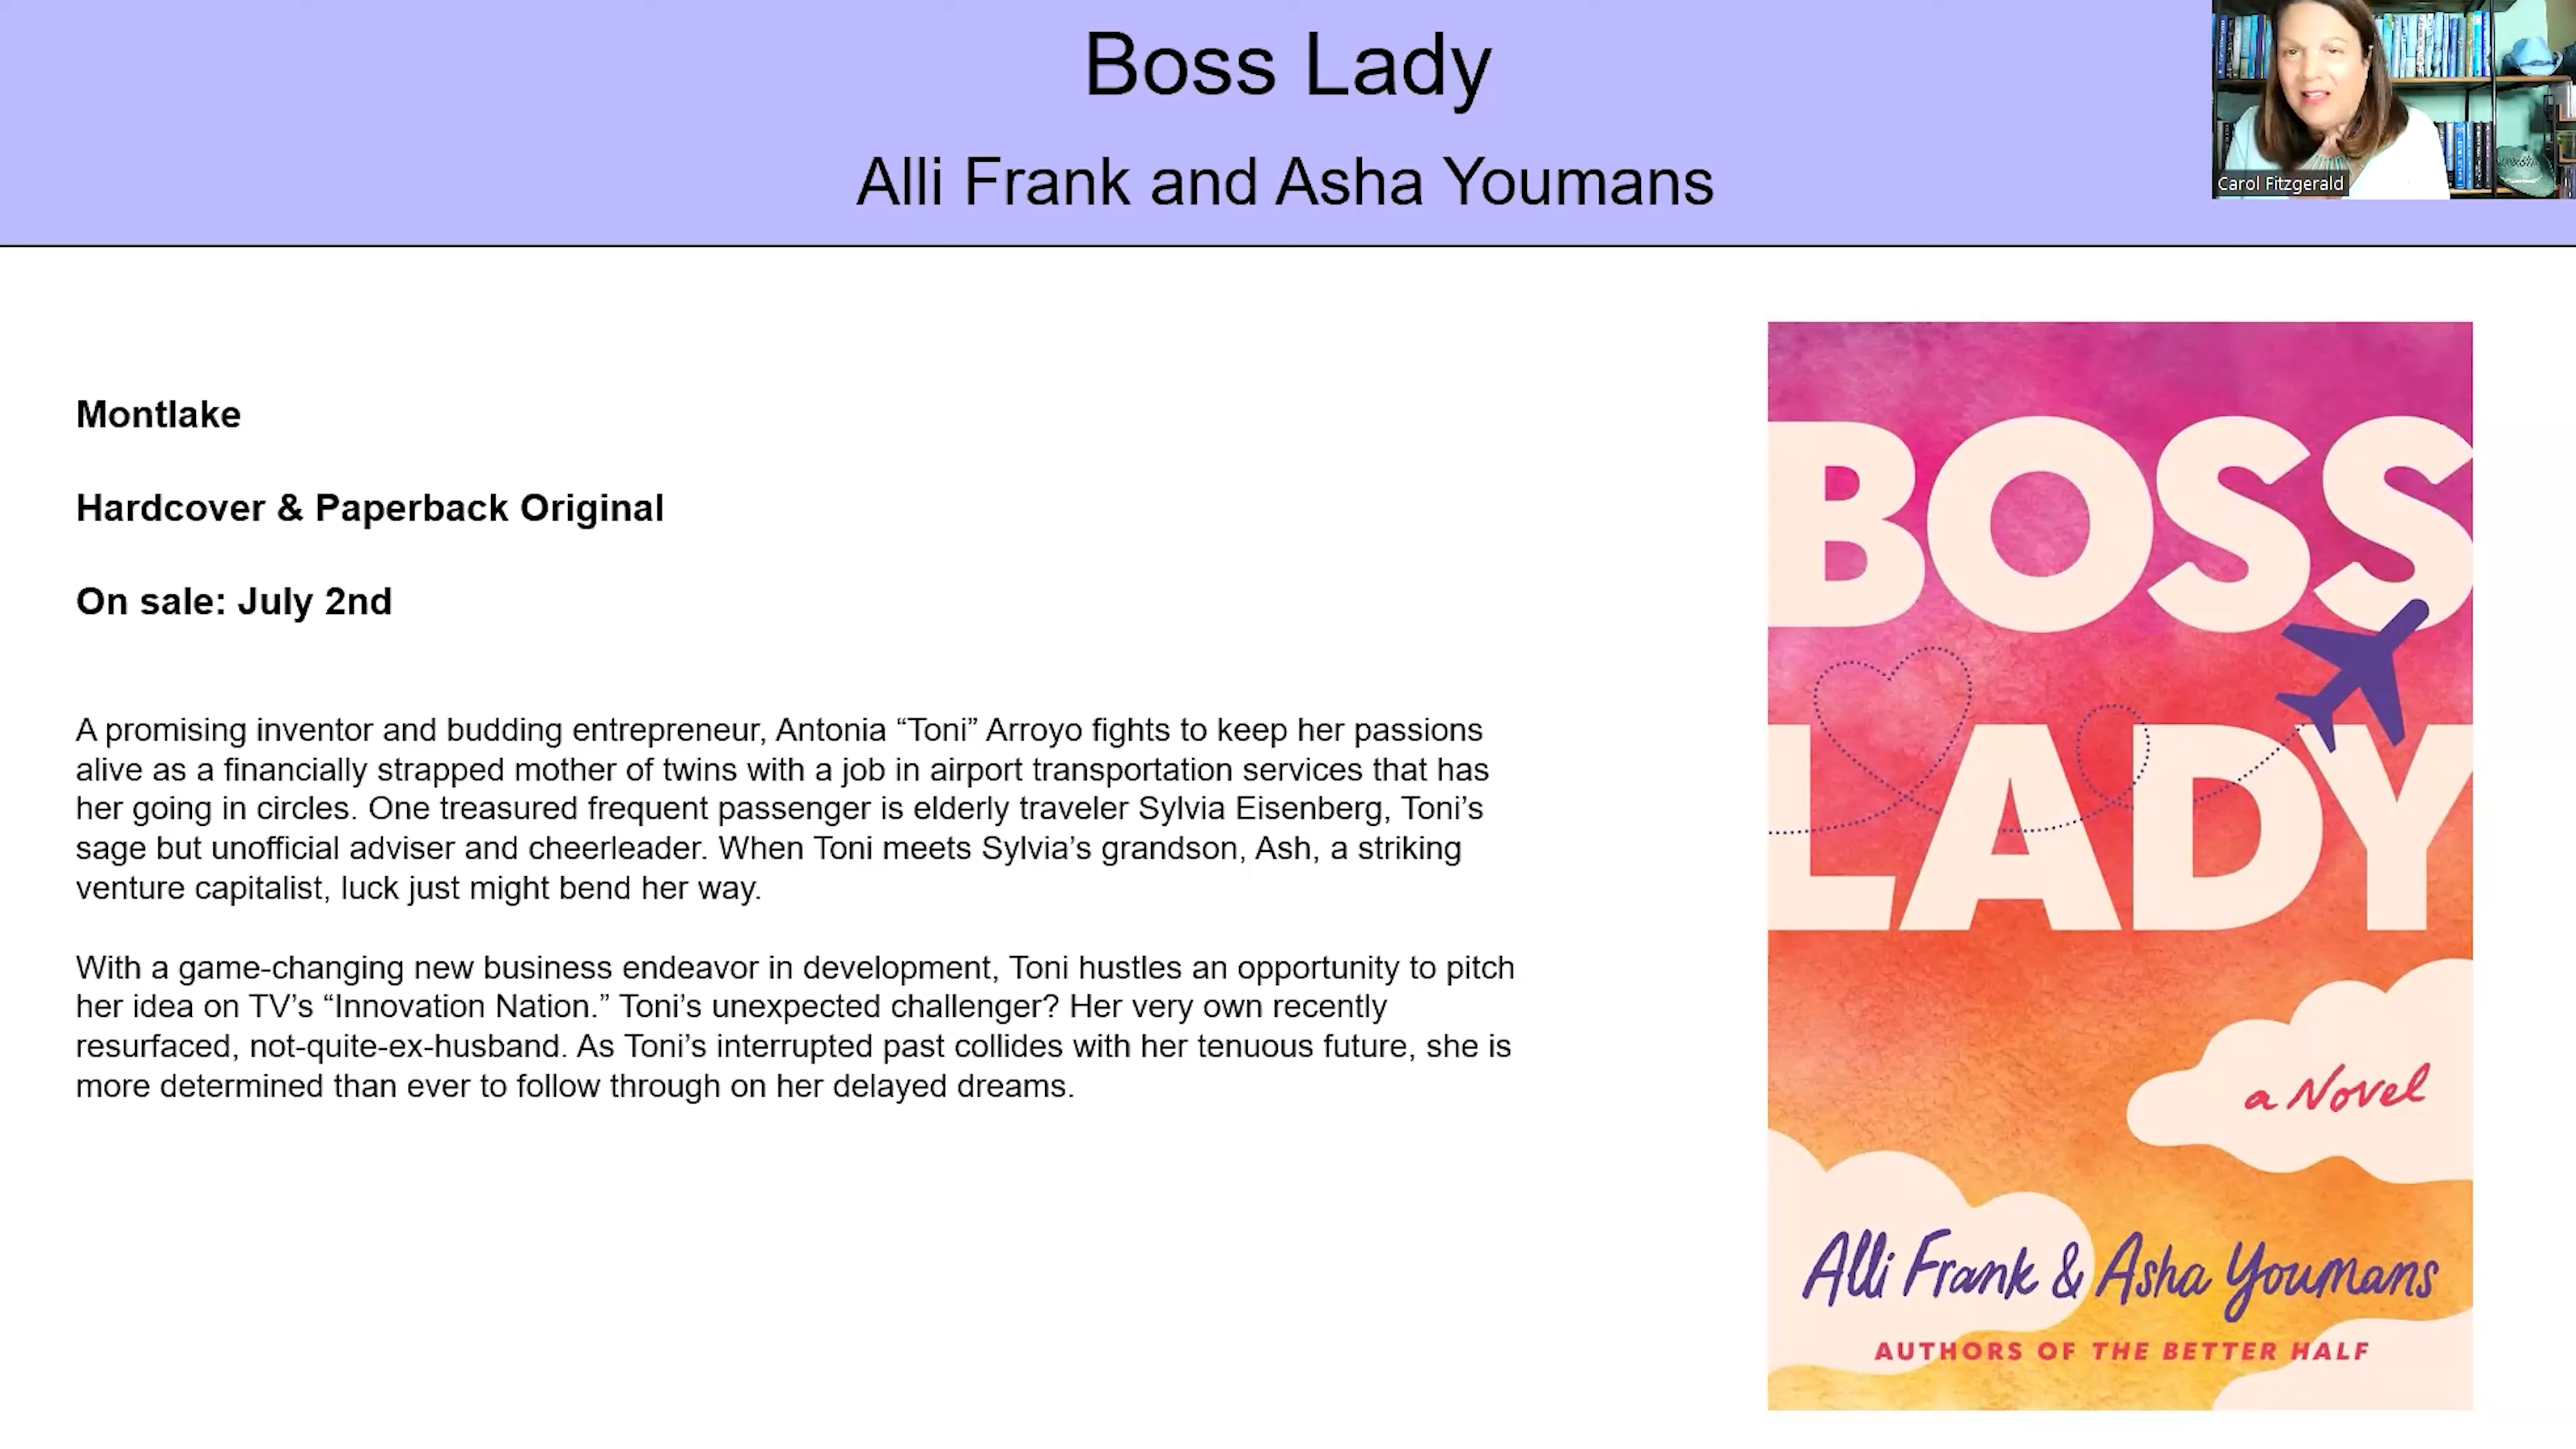 Boss Lady
Alli Frank and Asha Youmans
Carol Fitzgerald
Montlake
Hardcover & Paperback Original
On sale: July 2nd
A promising inventor and budding entrepreneur, Antonia “Toni” Arroyo fights to keep her passions
alive as a financially strapped mother of twins with a job in airport transportation services that has
her going in circles. One treasured frequent passenger is elderly traveler Sylvia Eisenberg, Toni’s
sage but unofficial adviser and cheerleader. When Toni meets Sylvia’s grandson, Ash, a striking
venture capitalist, luck just might bend her way.
With a game-changing new business endeavor in development, Toni hustles an opportunity to pitch
her idea on TV’s “Innovation Nation.” Toni’s unexpected challenger? Her very own recently
resurfaced, not-quite-ex-husband. As Toni’s interrupted past collides with her tenuous future, she is
more determined than ever to follow through on her delayed dreams.
BOSS
LADY
a Novel
Alli Frank & Asha Youmans
AUTHORS OF THE BETTER HALF